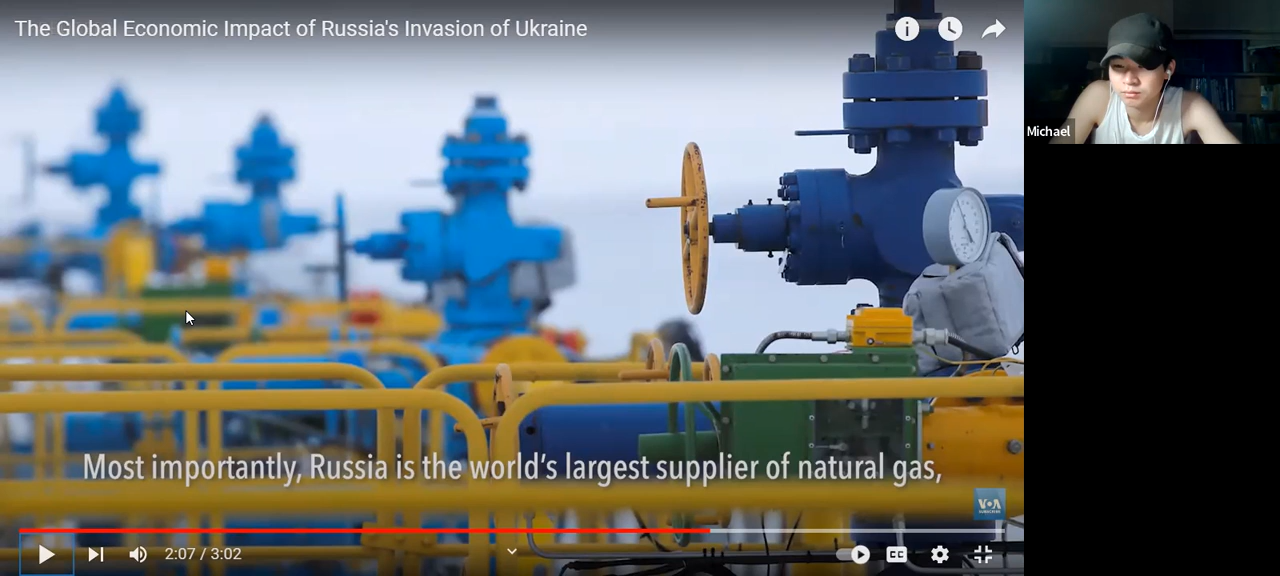 The Global Economic Impact of Russia's Invasion of Ukraine
Michael
Most importantly, Russia is the world's largest supplier of natural gas,
VOA
2:07 / 3:02
CC